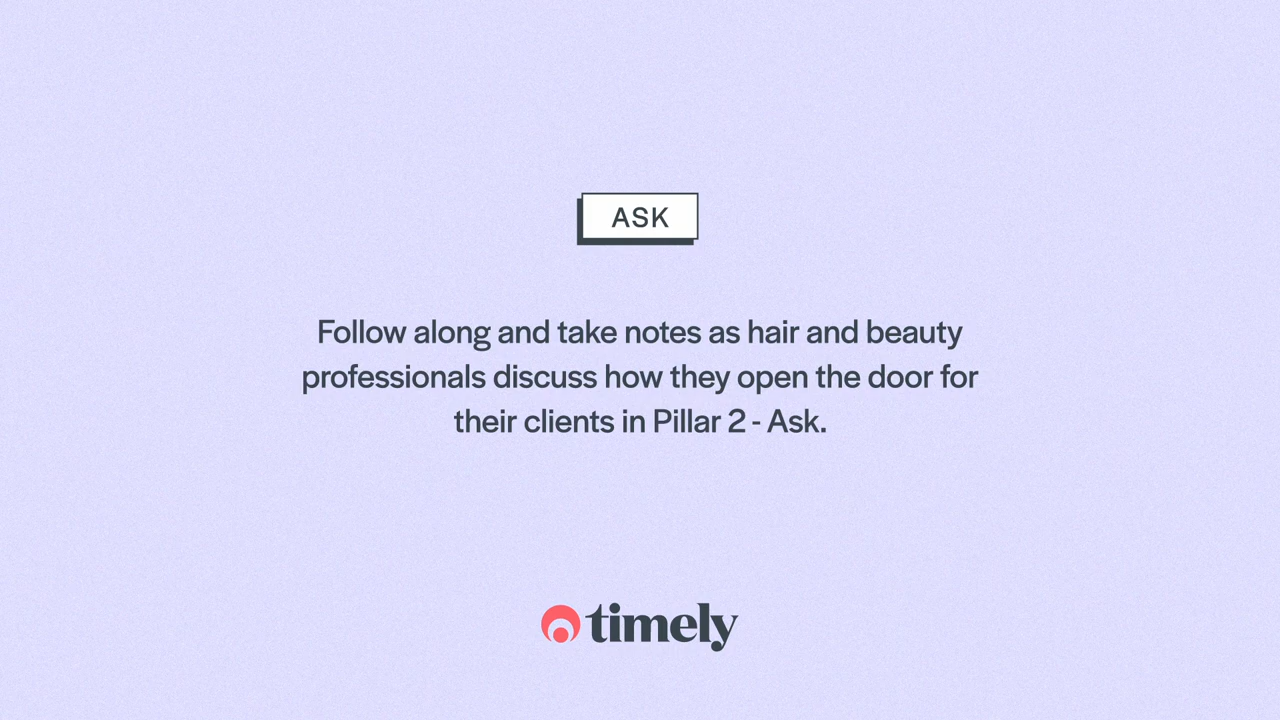 ASK
Follow along and take notes as hair and beauty
professionals discuss how they open the door for
their clients in Pillar 2 - Ask.
timely